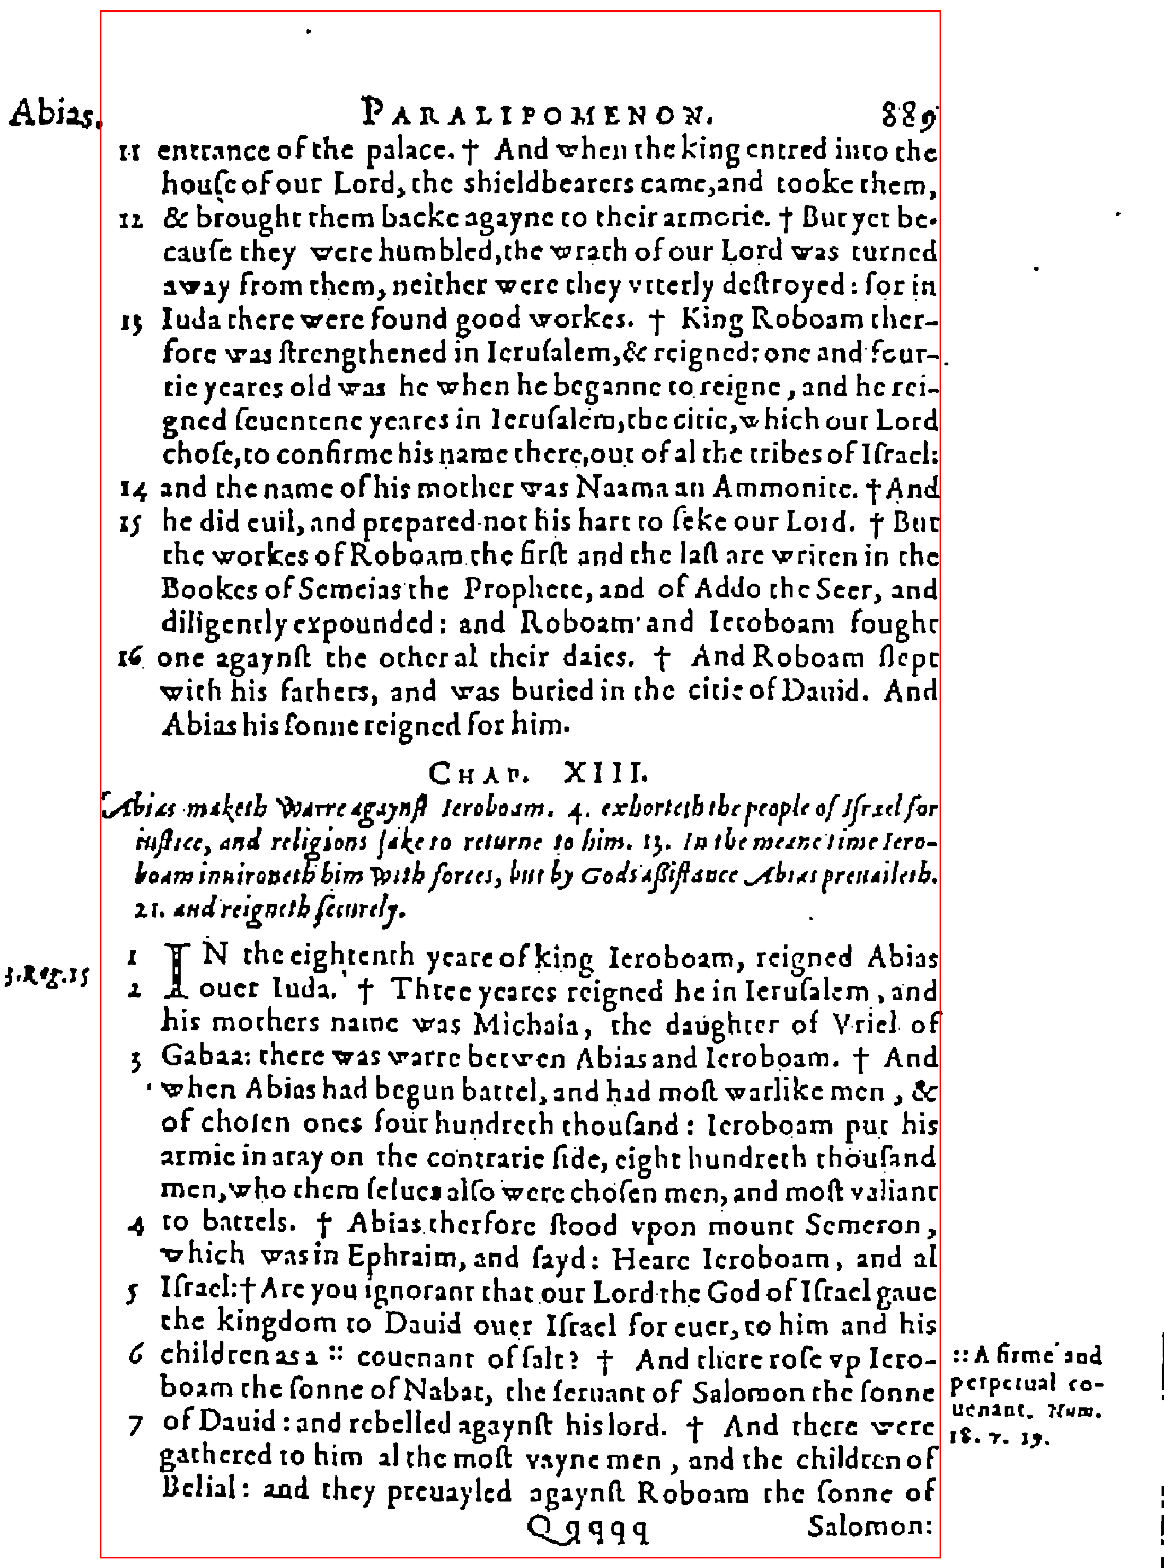 Abias. PARALIPOMENON. 889
11 entrance of the palace. † And when the king entred into the
houſe of our Lord, the shieldbearers came, and tooke them,
12 & brought them backe agayne to their armorie. † But yet be-
cauſe they were humbled, the wrath of our Lord was turned
away from them, neither were they vtterly deſtroyed: for in
13 Iuda there were found good workes. † King Roboam ther-
fore was ſtrengthened in Ieruſalem, & reigned: one and four-
tie yeares old was he when he beganne to reigne, and he rei-
gned ſeuentene yeares in Ieruſalem, the citie, which our Lord
choſe, to confirme his name there, out of al the tribes of Iſrael:
14 and the name of his mother was Naama an Ammonite. † And
15 he did euil, and prepared not his hart to ſeke our Lord. † But
the workes of Roboam the firſt and the laſt are writen in the
Bookes of Semeias the Prophete, and of Addo the Seer, and
diligently expounded: and Roboam and Ieroboam fought
16 one agaynſt the other al their daies. † And Roboam ſlept
with his fathers, and was buried in the citie of Dauid. And
Abias his ſonne reigned for him.
CHAP. XIII.
Abias maketh warre agaynſt Ieroboam. 4. exhorteth the people of Iſrael for
iuſtice, and religions ſake to returne to him. 13. In the meane time Iero-
boam inuironeth him with forces, but by Gods aſſiſtance Abias preuaileth.
21. and reigneth ſecurely.
1 IN the eightenth yeare of king Ieroboam, reigned Abias
3. Reg. 15
2 ouer Iuda. † Three yeares reigned he in Ieruſalem, and
his mothers name was Michaia, the daughter of Vriel of
3 Gabaa: there was warre betwen Abias and Ieroboam. † And
when Abias had begun battel, and had moſt warlike men, &
of choſen ones four hundreth thouſand: Ieroboam put his
armie in aray on the contrarie ſide, eight hundreth thouſand
men, who them ſelues alſo were choſen men, and moſt valiant
4 to battels. † Abias therfore ſtood vpon mount Semeron,
which was in Ephraim, and ſayd: Heare Ieroboam, and al
5 Iſrael: † Are you ignorant that our Lord the God of Iſrael gaue
the kingdom to Dauid ouer Iſrael for euer, to him and his
6 children as a :: couenant of ſalt? † And there roſe vp Iero-
boam the ſonne of Nabat, the ſeruant of Salomon the ſonne
7 of Dauid: and rebelled agaynſt his lord. † And there were
gathered to him al the moſt vayne men, and the children of
Belial: and they preuayled agaynſt Roboam the ſonne of
Qqqqq Salomon:
:: A firme and
perpetual co-
uenant. Num.
18. v. 19.